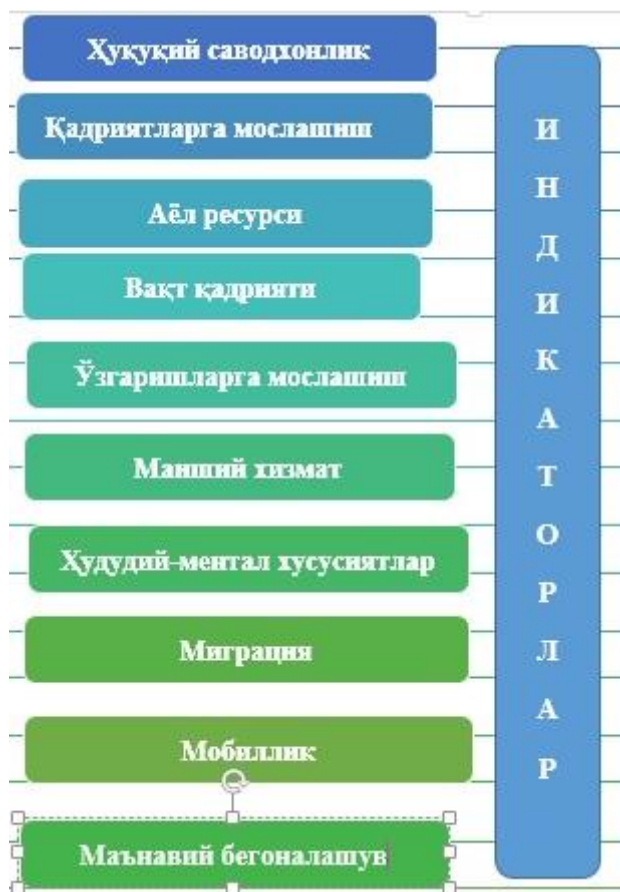 Ҳуқуқий саводхонлик
Қадриятларга мослашиш
Аёл ресурси
Вақт қадрияти
Ўзгаришларга мослашиш
Маиший хизмат
Ҳудудий-ментал хусусиятлар
Миграция
Мобиллик
Маънавий бегоналашув
И
Н
Д
И
К
А
Т
О
Р
Л
А
Р